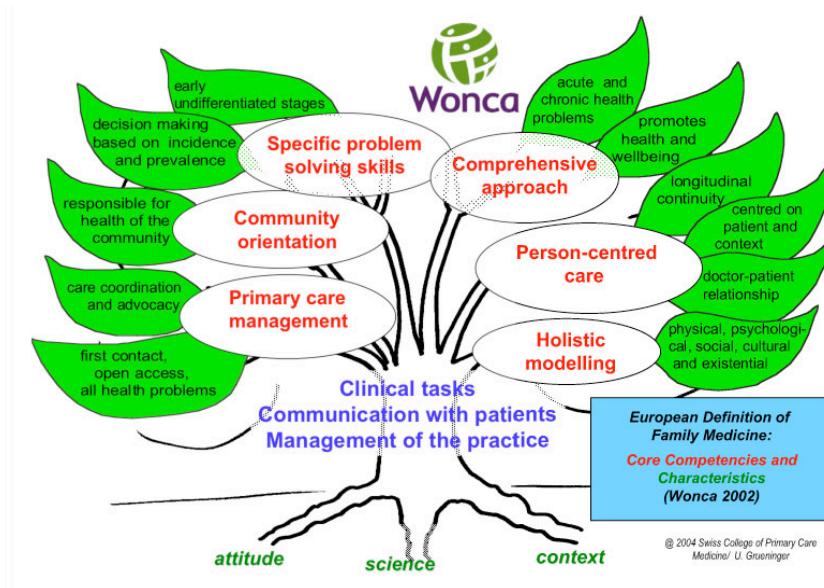 Wonca
early
undifferentiated stages
decision making
based on incidence
and prevalence
responsible for
health of the
community
care coordination
and advocacy
first contact,
open access,
all health problems
Specific problem
solving skills
Community
orientation
Primary care
management
Comprehensive
approach
Person-centred
care
Holistic
modelling
acute and
chronic health
problems
promotes
health and
wellbeing
longitudinal
continuity
centred on
patient and
context
doctor-patient
relationship
physical, psychologi-
cal, social, cultural
and existential
Clinical tasks
Communication with patients
Management of the practice
European Definition of
Family Medicine:
Core Competencies and
Characteristics
(Wonca 2002)
attitude
science
context
@ 2004 Swiss College of Primary Care
Medicine/ U. Grueninger